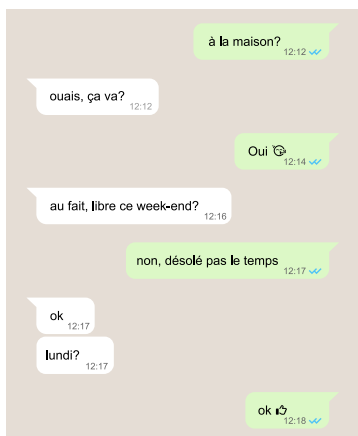 à la maison?
12:12
ouais, ça va?
12:12
Oui 😘
12:14
au fait, libre ce week-end?
12:16
non, désolé pas le temps
12:17
ok
12:17
lundi?
12:17
ok 👍
12:18